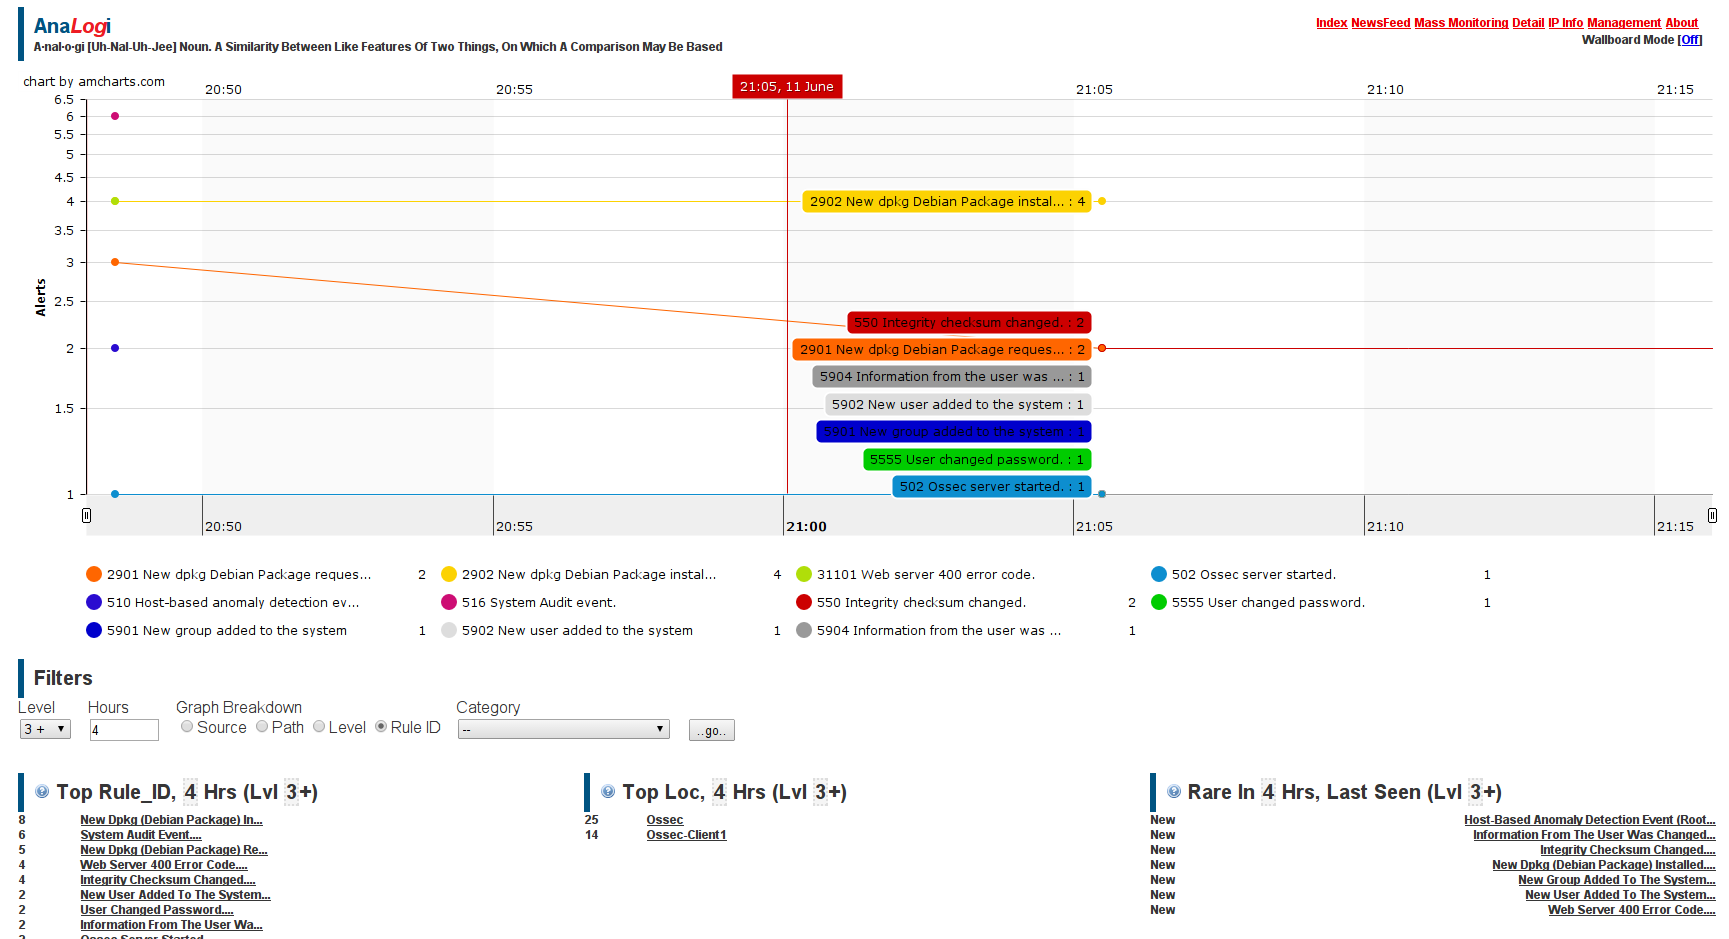 AnaLogi
A·nal·o·gi [Uh-Nal-Uh-Jee] Noun. A Similarity Between Like Features Of Two Things, On Which A Comparison May Be Based
Index NewsFeed Mass Monitoring Detail IP Info Management About
Wallboard Mode [Off]
chart by amcharts.com
20:50 20:55 21:05, 11 June 21:05 21:10 21:15
6.5
6
5.5
5
4.5
4
3.5
3
2.5
2
1.5
1
Alerts
2902 New dpkg Debian Package instal... : 4
550 Integrity checksum changed. : 2
2901 New dpkg Debian Package reques... : 2
5904 Information from the user was ... : 1
5902 New user added to the system : 1
5901 New group added to the system : 1
5555 User changed password. : 1
502 Ossec server started. : 1
20:50 20:55 21:00 21:05 21:10 21:15
2901 New dpkg Debian Package reques... 2 2902 New dpkg Debian Package instal... 4 31101 Web server 400 error code. 502 Ossec server started. 1
510 Host-based anomaly detection ev... 516 System Audit event. 550 Integrity checksum changed. 2 5555 User changed password. 1
5901 New group added to the system 1 5902 New user added to the system 1 5904 Information from the user was ... 1
Filters
Level Hours Graph Breakdown Category
3 + 4 Source Path Level Rule ID -- ..go..
Top Rule_ID, 4 Hrs (Lvl 3+)
8 New Dpkg (Debian Package) In...
6 System Audit Event....
5 New Dpkg (Debian Package) Re...
4 Web Server 400 Error Code....
4 Integrity Checksum Changed....
2 New User Added To The System...
2 User Changed Password....
2 Information From The User Wa...
2 Ossec Server Started
Top Loc, 4 Hrs (Lvl 3+)
25 Ossec
14 Ossec-Client1
Rare In 4 Hrs, Last Seen (Lvl 3+)
New Host-Based Anomaly Detection Event (Root...
New Information From The User Was Changed...
New Integrity Checksum Changed....
New New Dpkg (Debian Package) Installed....
New New Group Added To The System...
New New User Added To The System...
New Web Server 400 Error Code....